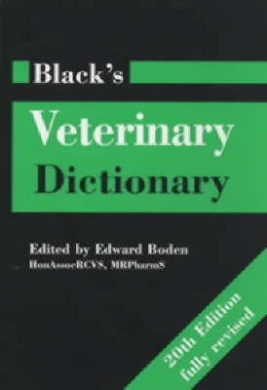 Black's
Veterinary
Dictionary
Edited by Edward Boden
HonAssocRCVS, MRPharmS
20th Edition
fully revised